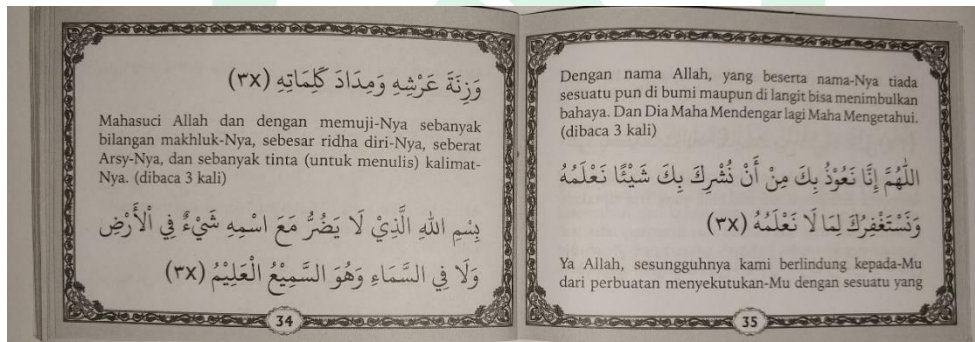 وَزِنَةَ عَرْشِهِ وَمِدَادَ كَلِمَاتِهِ (٣x)
Mahasuci Allah dan dengan memuji-Nya sebanyak
bilangan makhluk-Nya, sebesar ridha diri-Nya, seberat
Arsy-Nya, dan sebanyak tinta (untuk menulis) kalimat-
Nya. (dibaca 3 kali)
بِسْمِ اللهِ الَّذِيْ لَا يَضُرُّ مَعَ اسْمِهِ شَيْءٌ فِي الْأَرْضِ
وَلَا فِي السَّمَاءِ وَهُوَ السَّمِيْعُ الْعَلِيْمُ (٣x)
34
Dengan nama Allah, yang beserta nama-Nya tiada
sesuatu pun di bumi maupun di langit bisa menimbulkan
bahaya. Dan Dia Maha Mendengar lagi Maha Mengetahui.
(dibaca 3 kali)
اَللّٰهُمَّ إِنَّا نَعُوْذُ بِكَ مِنْ أَنْ نُشْرِكَ بِكَ شَيْئًا نَعْلَمُهُ
وَنَسْتَغْفِرُكَ لِمَا لَا نَعْلَمُهُ (٣x)
Ya Allah, sesungguhnya kami berlindung kepada-Mu
dari perbuatan menyekutukan-Mu dengan sesuatu yang
35